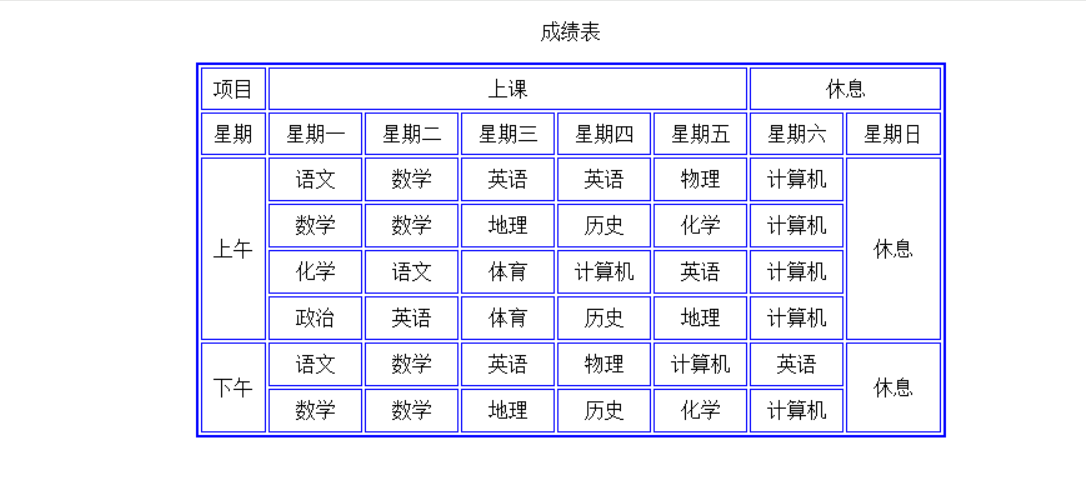 成绩表
项目 上课 休息
星期 星期一 星期二 星期三 星期四 星期五 星期六 星期日
上午 语文 数学 英语 英语 物理 计算机 休息
数学 数学 地理 历史 化学 计算机
化学 语文 体育 计算机 英语 计算机
政治 英语 体育 历史 地理 计算机
下午 语文 数学 英语 物理 计算机 英语 休息
数学 数学 地理 历史 化学 计算机